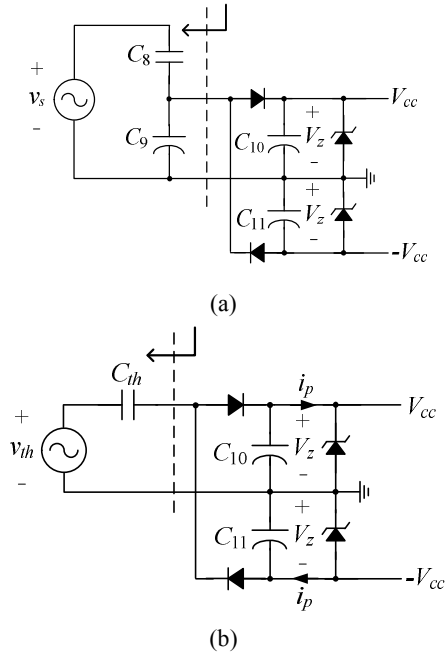 C8
+
vs
-
C9
C10
+
Vz
-
C11
+
Vz
-
Vcc
-Vcc
(a)
Cth
+
vth
-
ip
C10
+
Vz
-
C11
+
Vz
-
ip
Vcc
-Vcc
(b)